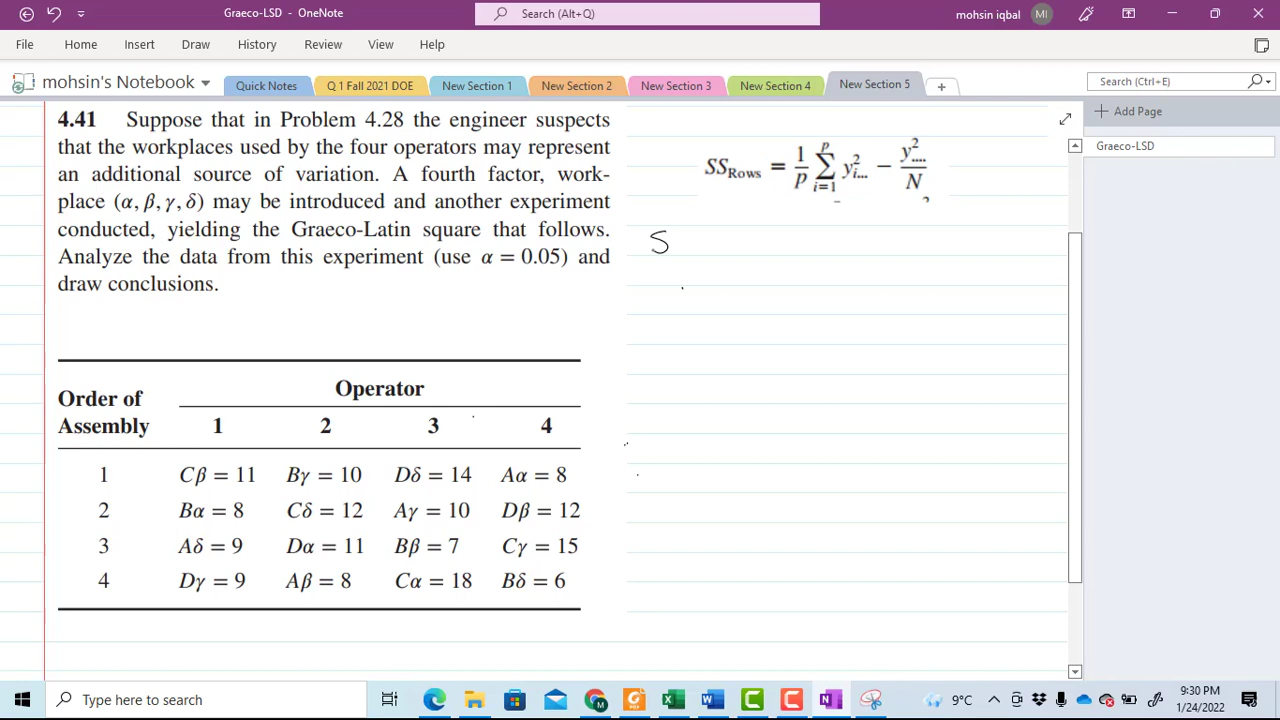 Graeco-LSD - OneNote
Search (Alt+Q)
mohsin iqbal
MI
File Home Insert Draw History Review View Help
mohsin's Notebook
Quick Notes
Q 1 Fall 2021 DOE
New Section 1
New Section 2
New Section 3
New Section 4
New Section 5
+
Search (Ctrl+E)
Add Page
Graeco-LSD
4.41 Suppose that in Problem 4.28 the engineer suspects
that the workplaces used by the four operators may represent
an additional source of variation. A fourth factor, work-
place (α, β, γ, δ) may be introduced and another experiment
conducted, yielding the Graeco-Latin square that follows.
Analyze the data from this experiment (use α = 0.05) and
draw conclusions.
SS_Rows = 1/p ∑_{i=1}^{p} y²_{i...} − y²_{....}/N
S
Operator
Order of
Assembly 1 2 3 4
1 Cβ = 11 Bγ = 10 Dδ = 14 Aα = 8
2 Bα = 8 Cδ = 12 Aγ = 10 Dβ = 12
3 Aδ = 9 Dα = 11 Bβ = 7 Cγ = 15
4 Dγ = 9 Aβ = 8 Cα = 18 Bδ = 6
Type here to search
9°C
9:30 PM
1/24/2022